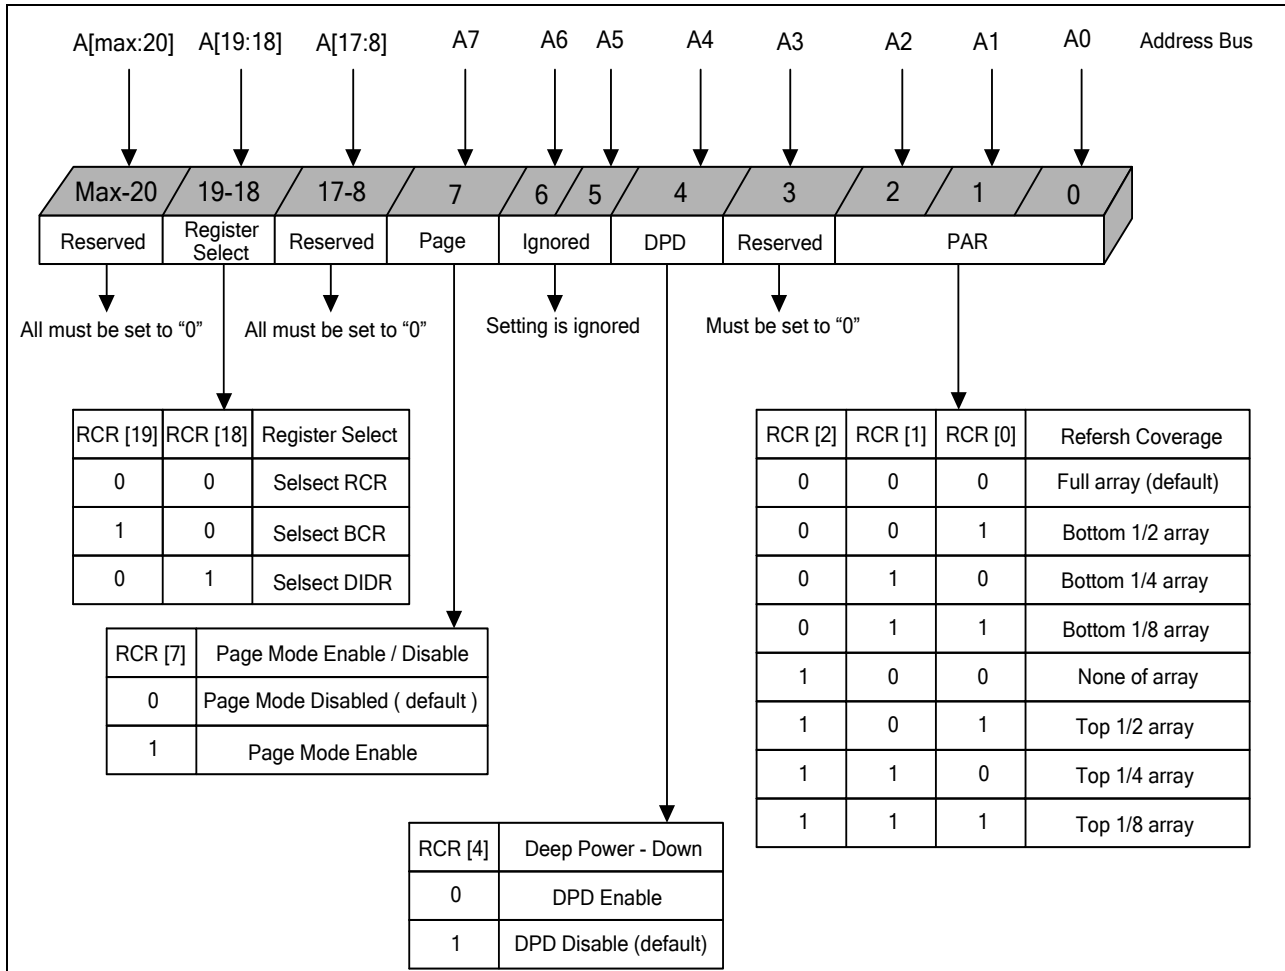 A[max:20] A[19:18] A[17:8] A7 A6 A5 A4 A3 A2 A1 A0 Address Bus
Max-20 19-18 17-8 7 6 5 4 3 2 1 0
Reserved Register Select Reserved Page Ignored DPD Reserved PAR
All must be set to “0” All must be set to “0” Setting is ignored Must be set to “0”
RCR [19] RCR [18] Register Select
0 0 Selsect RCR
1 0 Selsect BCR
0 1 Selsect DIDR
RCR [7] Page Mode Enable / Disable
0 Page Mode Disabled ( default )
1 Page Mode Enable
RCR [4] Deep Power - Down
0 DPD Enable
1 DPD Disable (default)
RCR [2] RCR [1] RCR [0] Refersh Coverage
0 0 0 Full array (default)
0 0 1 Bottom 1/2 array
0 1 0 Bottom 1/4 array
0 1 1 Bottom 1/8 array
1 0 0 None of array
1 0 1 Top 1/2 array
1 1 0 Top 1/4 array
1 1 1 Top 1/8 array